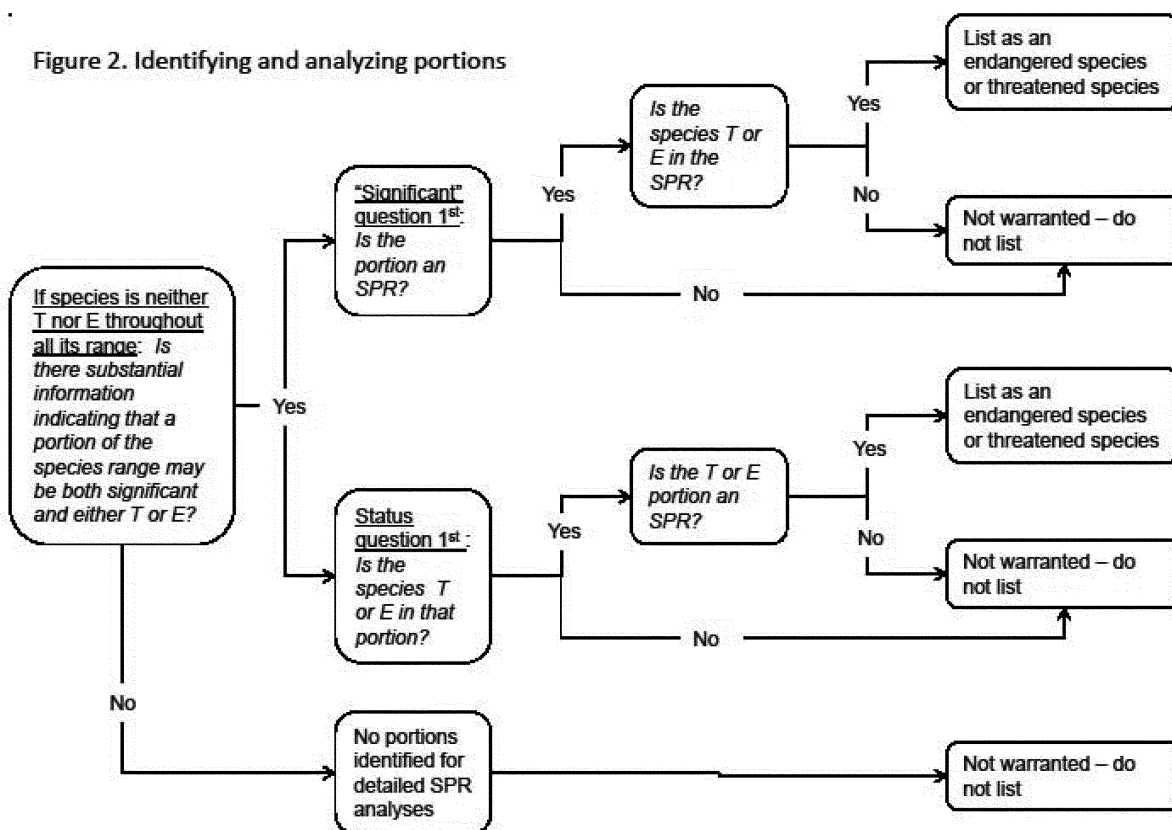 .
Figure 2. Identifying and analyzing portions
List as an
endangered species
or threatened species
Yes
Is the
species T or
E in the
SPR?
No
Not warranted – do
not list
"Significant"
question 1st:
Is the
portion an
SPR?
Yes
No
If species is neither
T nor E throughout
all its range: Is
there substantial
information
indicating that a
portion of the
species range may
be both significant
and either T or E?
Yes
List as an
endangered species
or threatened species
Yes
Is the T or E
portion an
SPR?
No
Not warranted – do
not list
Status
question 1st :
Is the
species T
or E in that
portion?
Yes
No
No
No portions
identified for
detailed SPR
analyses
Not warranted – do
not list